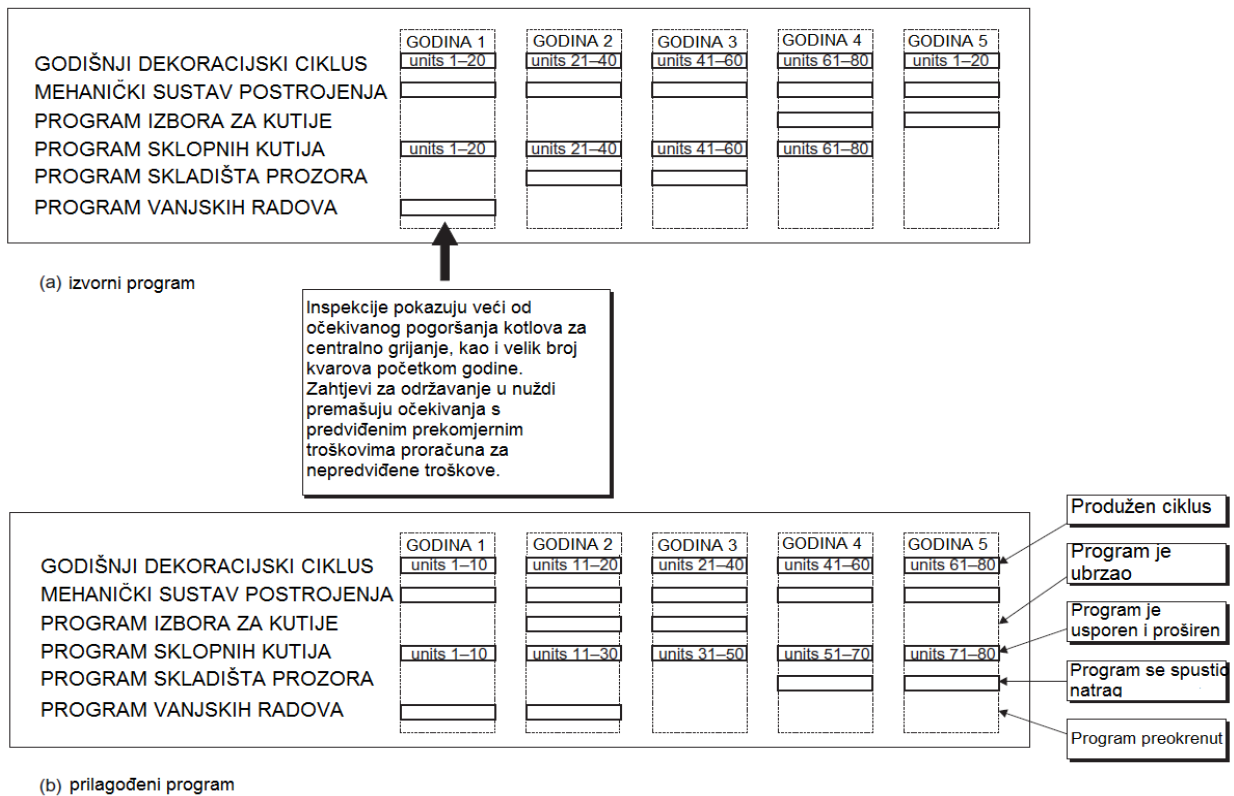 GODINA 1 GODINA 2 GODINA 3 GODINA 4 GODINA 5
GODIŠNJI DEKORACIJSKI CIKLUS units 1–20 units 21–40 units 41–60 units 61–80 units 1–20
MEHANIČKI SUSTAV POSTROJENJA
PROGRAM IZBORA ZA KUTIJE
PROGRAM SKLOPNIH KUTIJA units 1–20 units 21–40 units 41–60 units 61–80
PROGRAM SKLADIŠTA PROZORA
PROGRAM VANJSKIH RADOVA
(a) izvorni program
Inspekcije pokazuju veći od
očekivanog pogoršanja kotlova za
centralno grijanje, kao i velik broj
kvarova početkom godine.
Zahtjevi za održavanje u nuždi
premašuju očekivanja s
predviđenim prekomjernim
troškovima proračuna za
nepredviđene troškove.
GODINA 1 GODINA 2 GODINA 3 GODINA 4 GODINA 5
GODIŠNJI DEKORACIJSKI CIKLUS units 1–10 units 11–20 units 21–40 units 41–60 units 61–80
MEHANIČKI SUSTAV POSTROJENJA
PROGRAM IZBORA ZA KUTIJE
PROGRAM SKLOPNIH KUTIJA units 1–10 units 11–30 units 31–50 units 51–70 units 71–80
PROGRAM SKLADIŠTA PROZORA
PROGRAM VANJSKIH RADOVA
Produžen ciklus
Program je
ubrzao
Program je
usporen i proširen
Program se spustio
natrag
Program preokrenut
(b) prilagođeni program